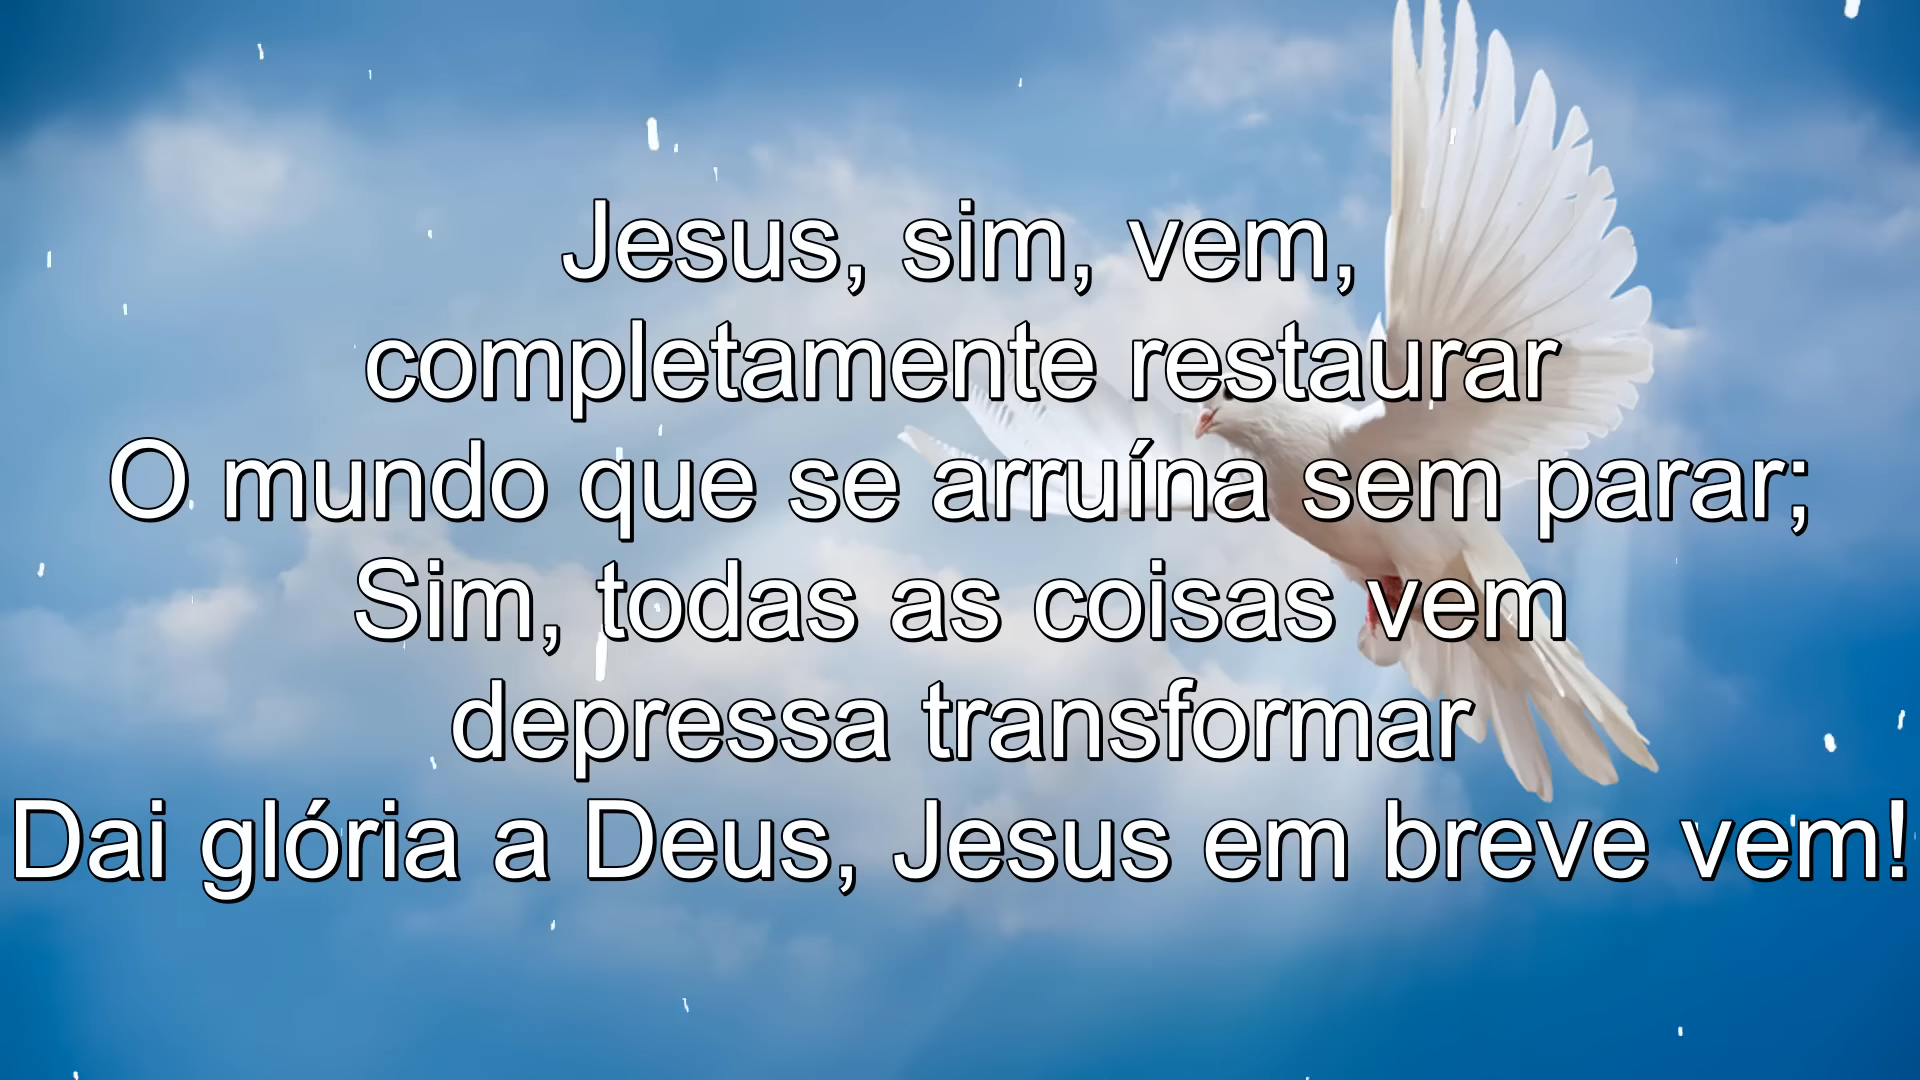 Jesus, sim, vem,
completamente restaurar
O mundo que se arruína sem parar;
Sim, todas as coisas vem
depressa transformar
Dai glória a Deus, Jesus em breve vem!